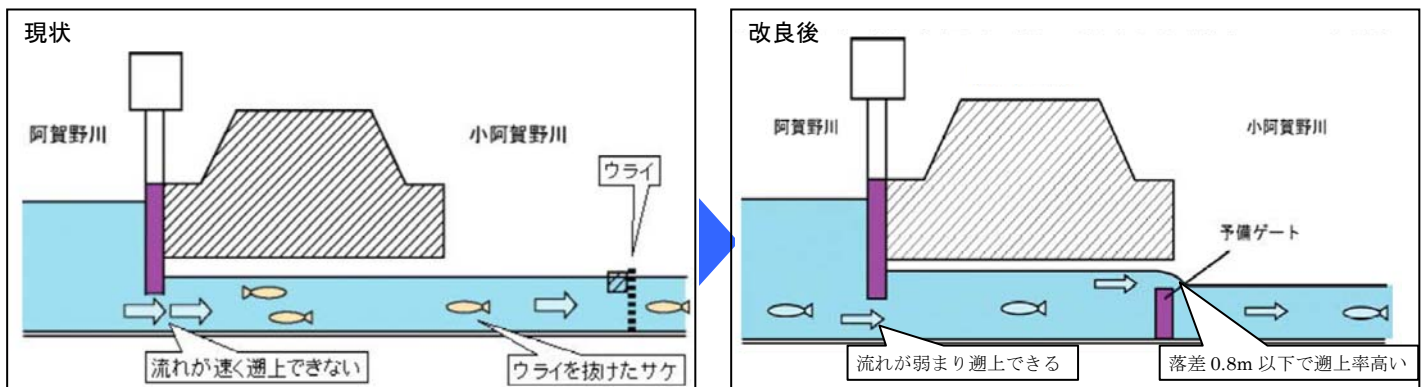 現状
阿賀野川
小阿賀野川
ウライ
流れが速く遡上できない
ウライを抜けたサケ
改良後
阿賀野川
小阿賀野川
予備ゲート
流れが弱まり遡上できる
落差 0.8m 以下で遡上率高い